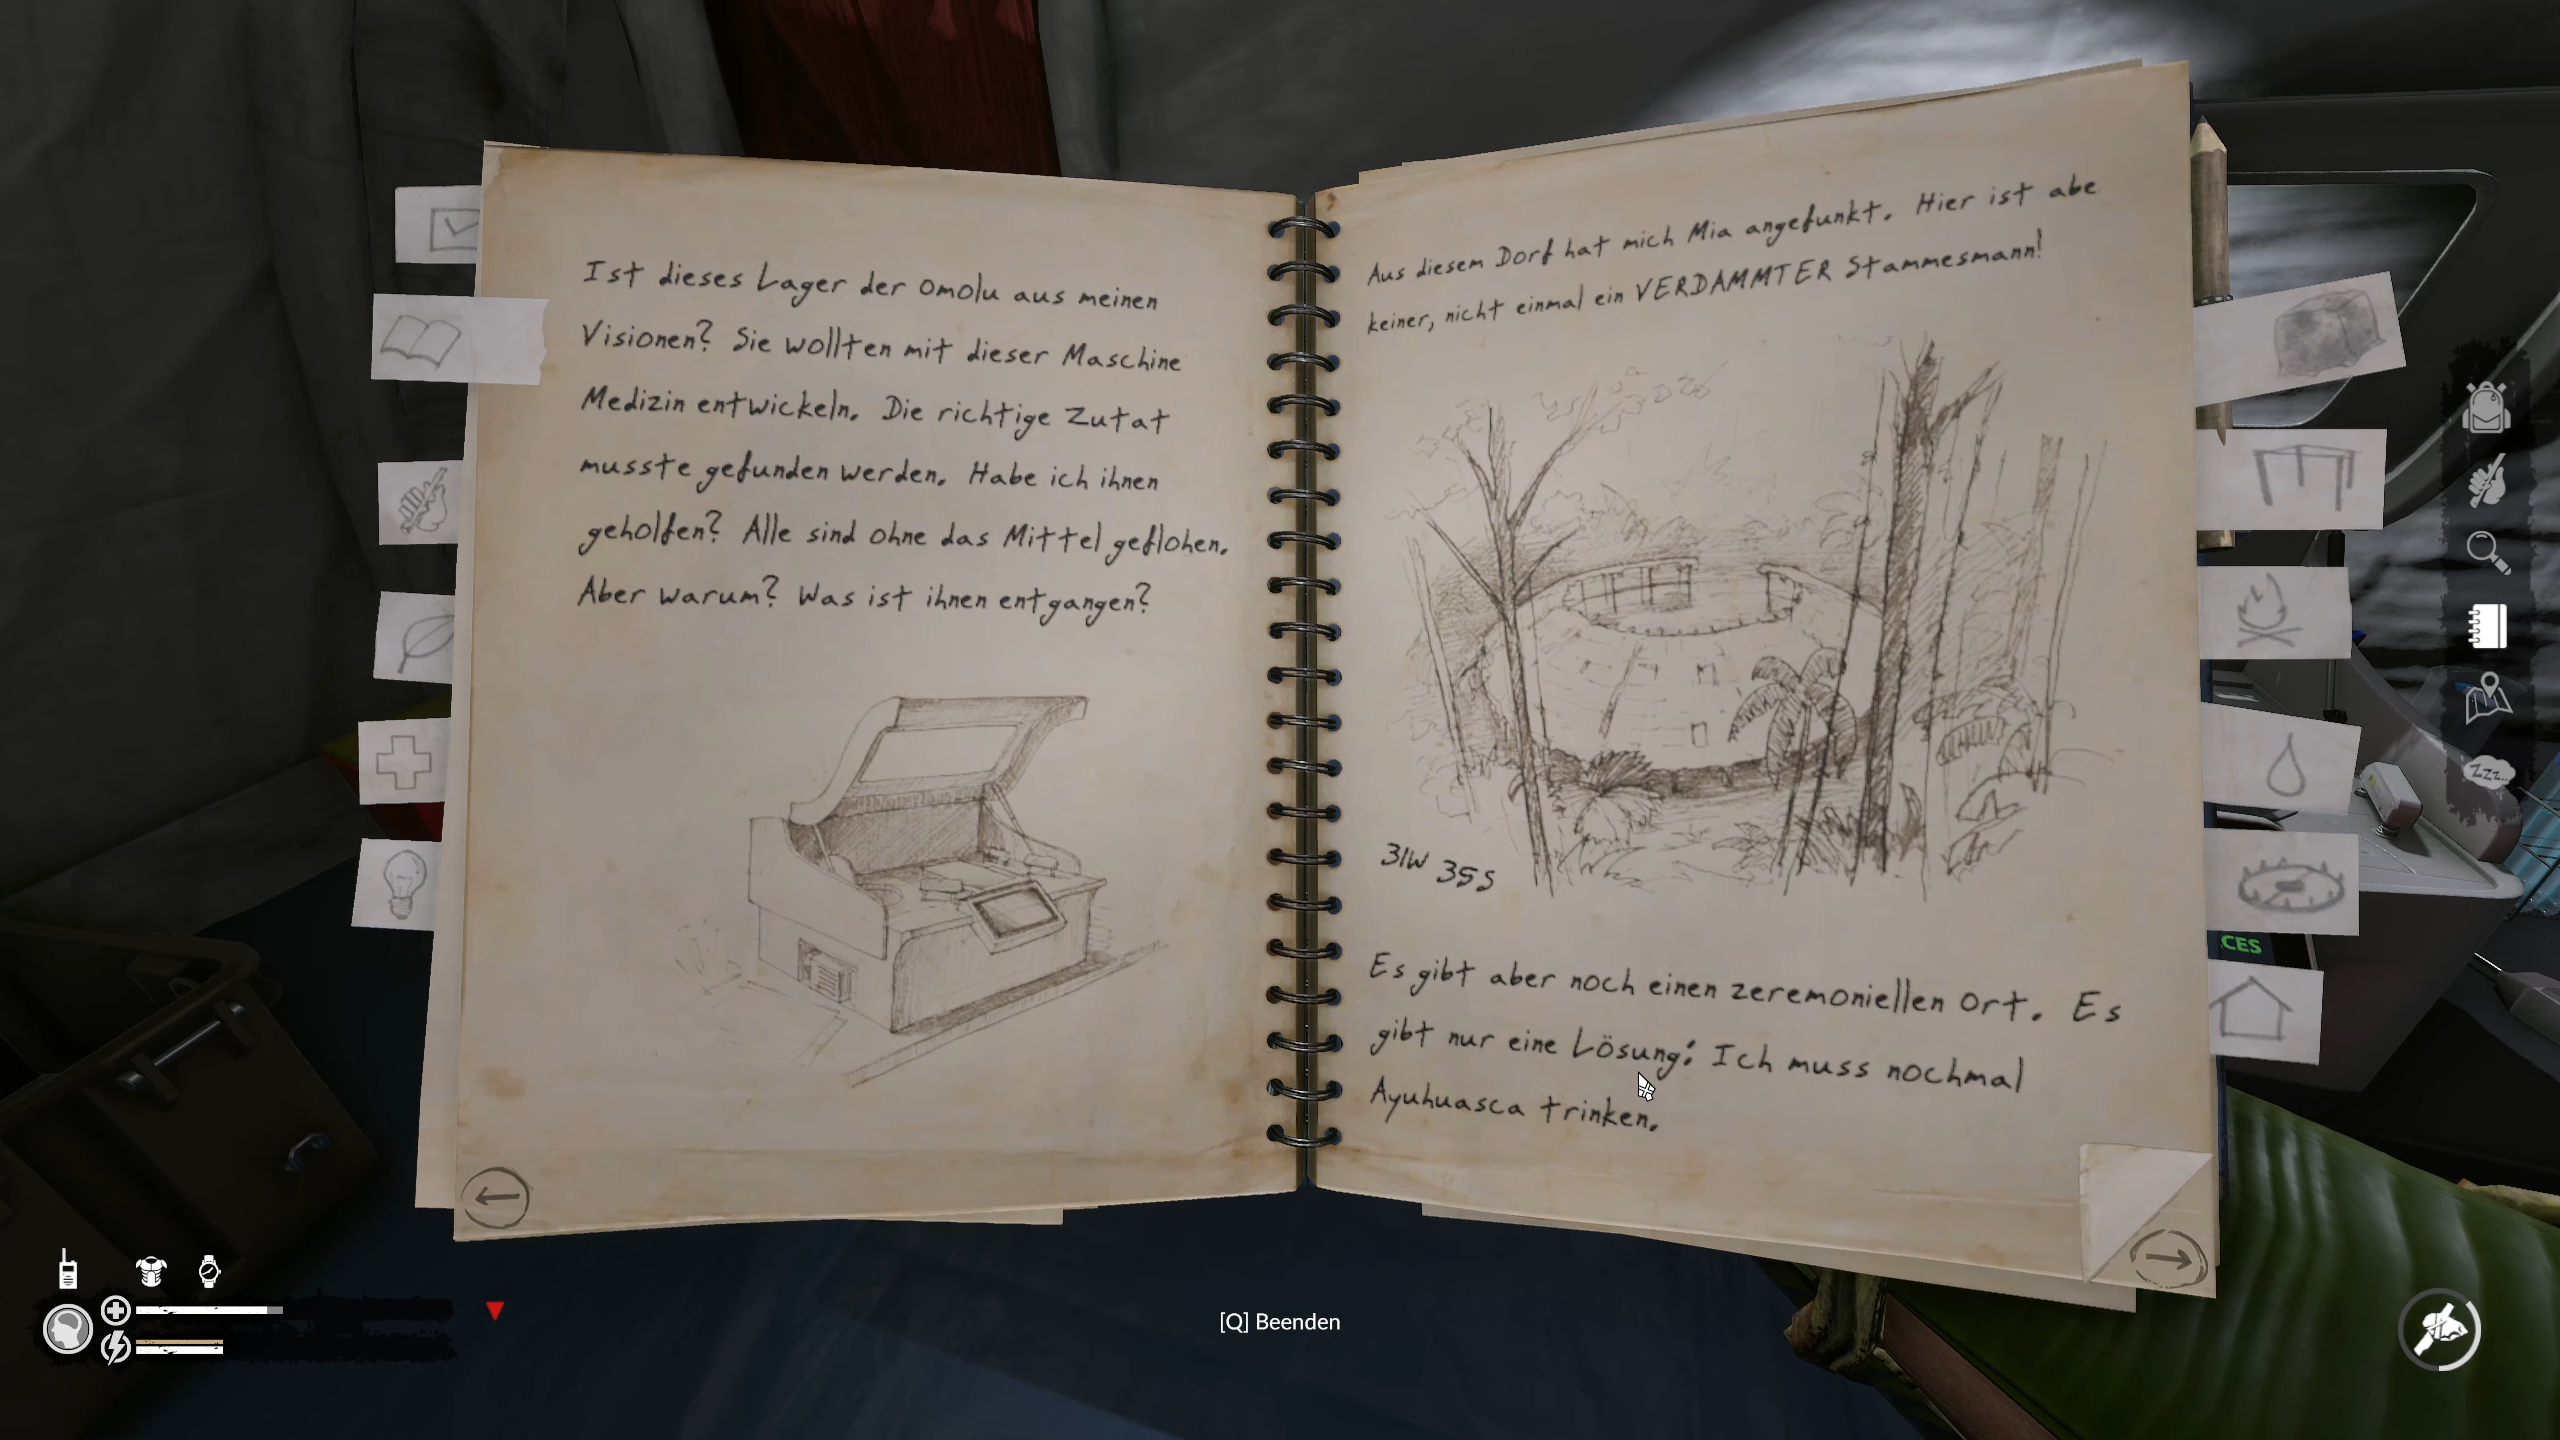 Ist dieses Lager der Omolu aus meinen
Visionen? Sie wollten mit dieser Maschine
Medizin entwickeln. Die richtige Zutat
musste gefunden werden. Habe ich ihnen
geholfen? Alle sind ohne das Mittel geflohen.
Aber warum? Was ist ihnen entgangen?
Aus diesem Dorf hat mich Mia angefunkt. Hier ist abe
keiner, nicht einmal ein VERDAMMTER Stammesmann!
31W 35S
Es gibt aber noch einen zeremoniellen Ort. Es
gibt nur eine Lösung: Ich muss nochmal
Ayuhuasca trinken.
zzz...
CES
[Q] Beenden